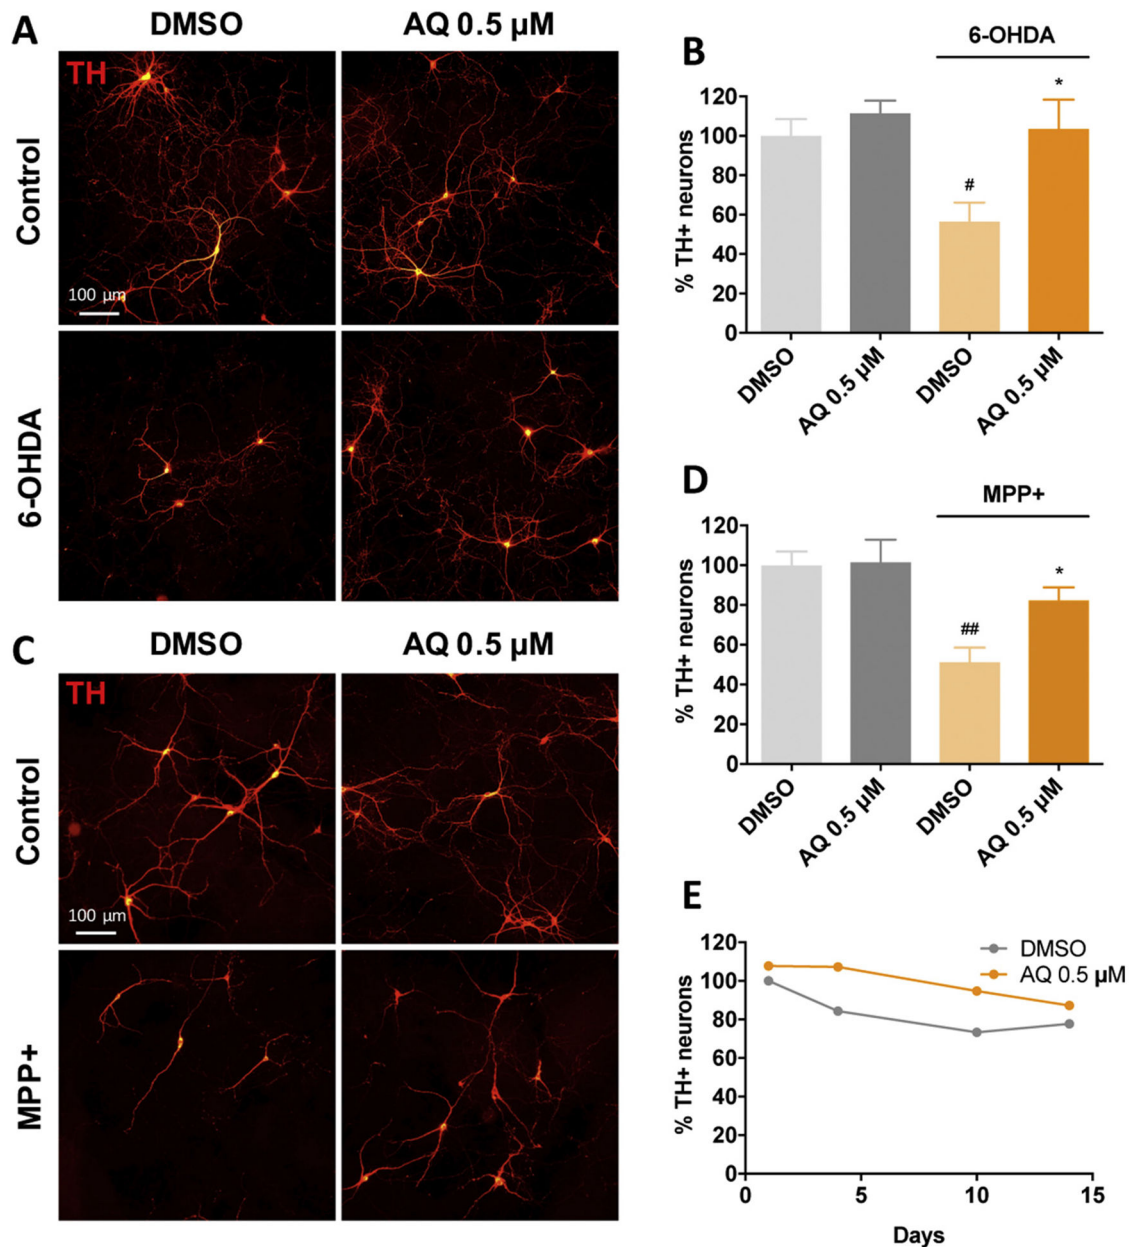 A
DMSO
AQ 0.5 µM
TH
Control
100 µm
6-OHDA
B
6-OHDA
% TH+ neurons
120
100
80
60
40
20
0
#
*
DMSO
AQ 0.5 µM
DMSO
AQ 0.5 µM
C
DMSO
AQ 0.5 µM
TH
Control
100 µm
MPP+
D
MPP+
% TH+ neurons
120
100
80
60
40
20
0
##
*
DMSO
AQ 0.5 µM
DMSO
AQ 0.5 µM
E
% TH+ neurons
120
100
80
60
40
20
0
DMSO
AQ 0.5 µM
0 5 10 15
Days